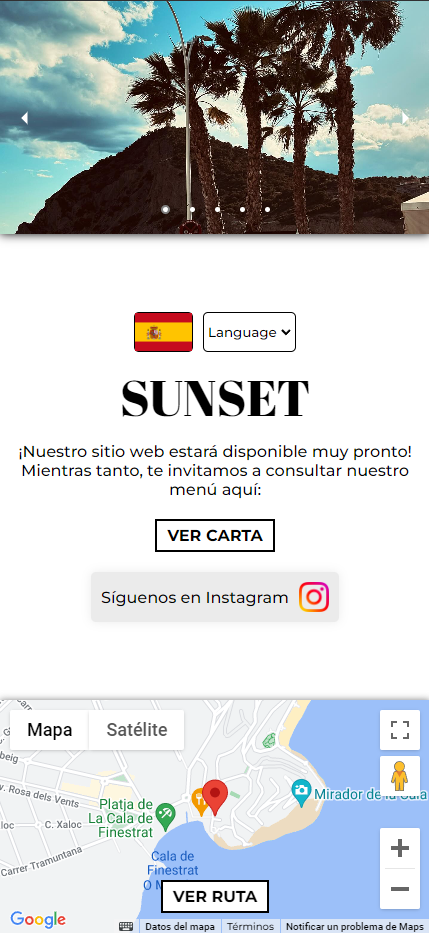 Language
SUNSET
¡Nuestro sitio web estará disponible muy pronto!
Mientras tanto, te invitamos a consultar nuestro
menú aquí:
VER CARTA
Síguenos en Instagram
Mapa
Satélite
beig
Av. Rosa dels Vents
loc
C. Xaloc
Carrer Tramuntana
Platja de
La Cala de
Finestrat
Mirador de la Cala
Cala de
Finestrat
O M
VER RUTA
Google
Datos del mapa
Términos
Notificar un problema de Maps